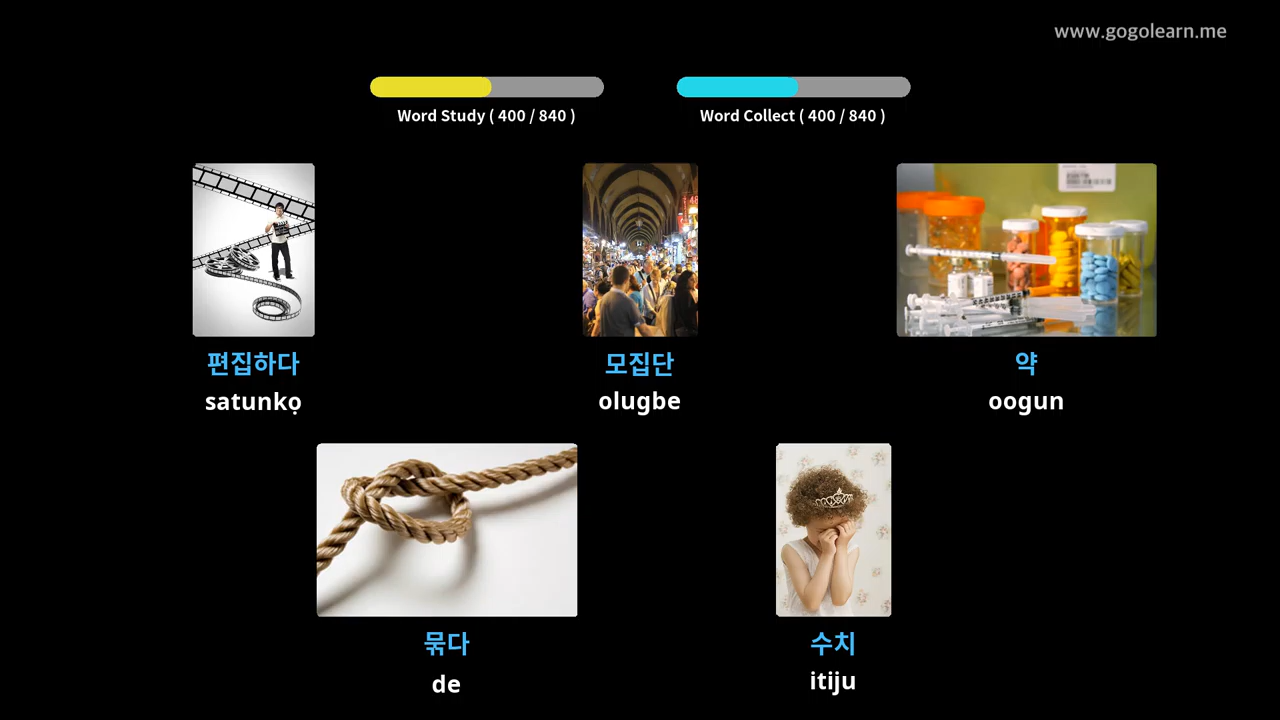 www.gogolearn.me
Word Study ( 400 / 840 )
Word Collect ( 400 / 840 )
편집하다
satunkọ
모집단
olugbe
약
oogun
묶다
de
수치
itiju